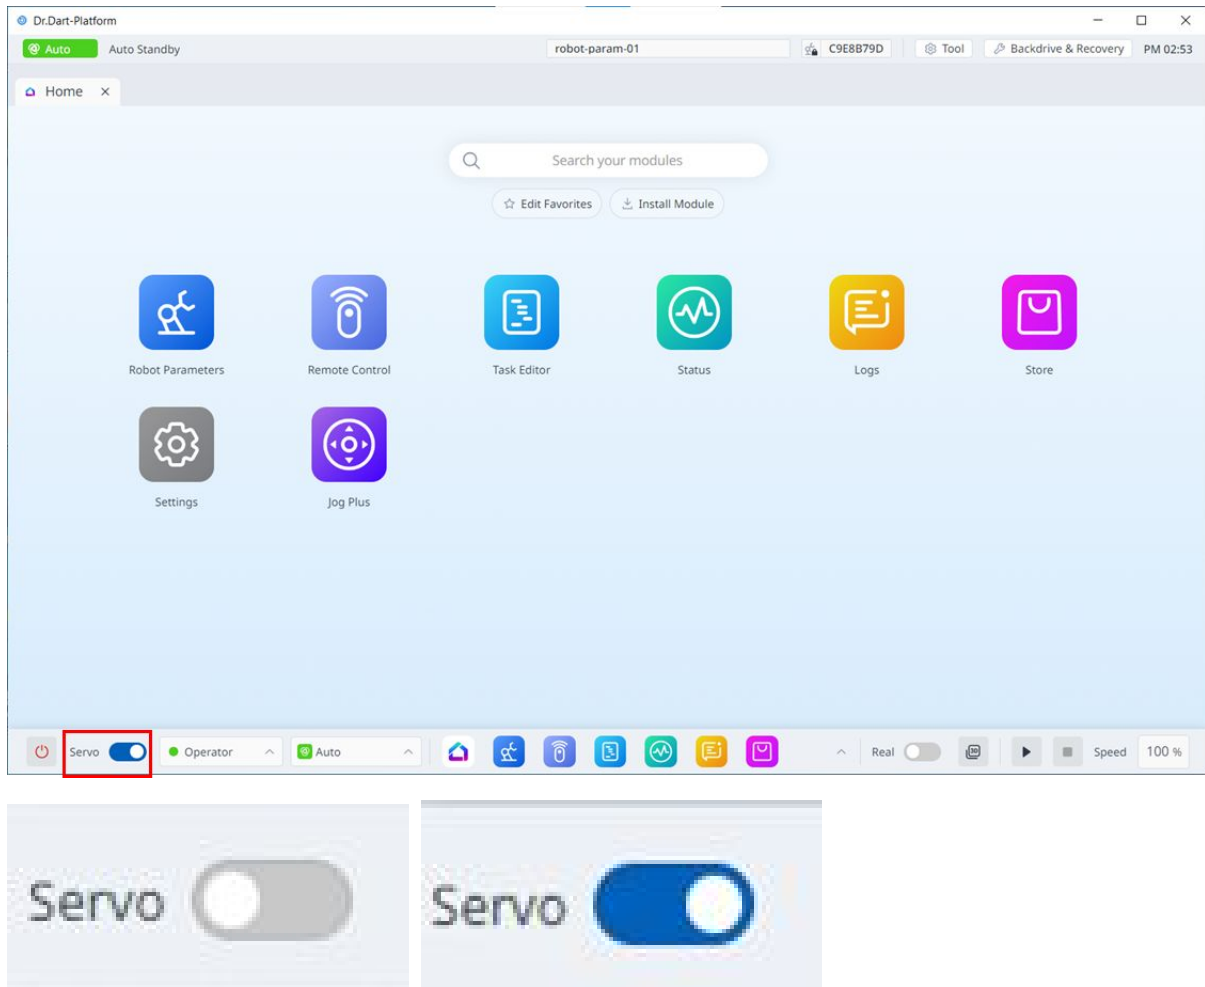 Dr.Dart-Platform
Auto Auto Standby robot-param-01 C9E8B79D Tool Backdrive & Recovery PM 02:53
Home
Search your modules
Edit Favorites Install Module
Robot Parameters Remote Control Task Editor Status Logs Store
Settings Jog Plus
Servo Operator Auto Real 3D Speed 100 %
Servo Servo